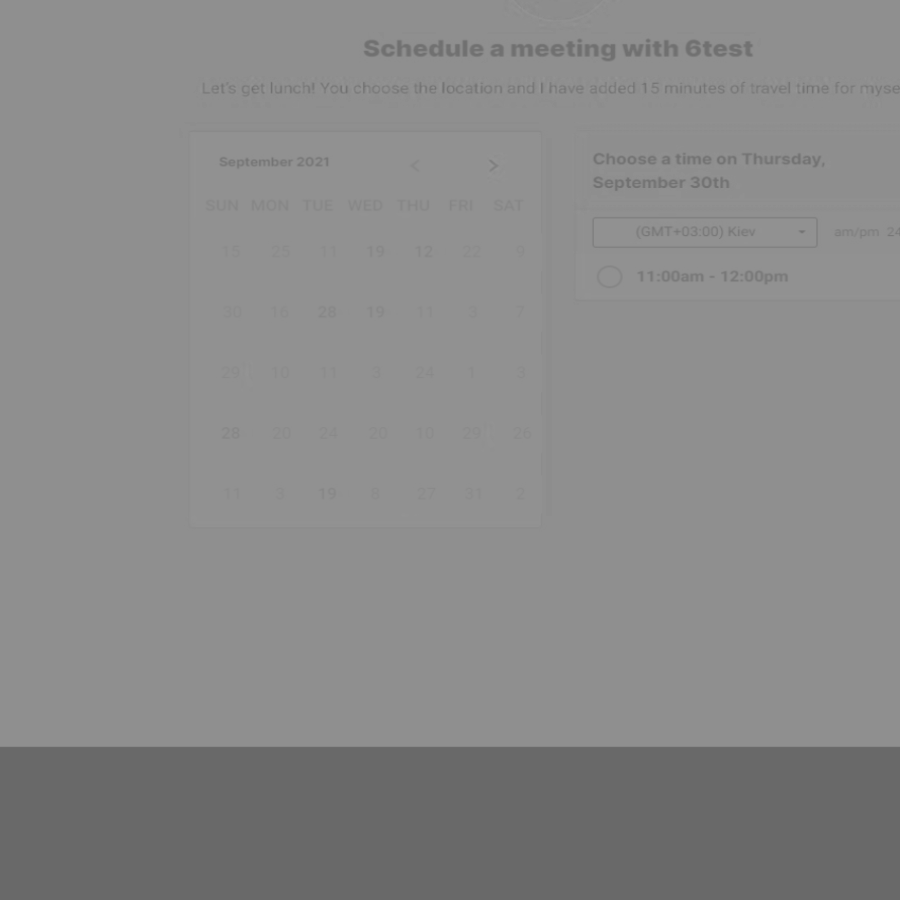 Schedule a meeting with 6test
Let's get lunch! You choose the location and I have added 15 minutes of travel time for myse
September 2021 < >
SUN MON TUE WED THU FRI SAT
15 25 11 19 12 22 9
30 16 28 19 11 3 7
29 10 11 3 24 1 8
28 20 24 20 10 29 26
11 3 19 8 27 31 2
Choose a time on Thursday,
September 30th
(GMT+03:00) Kiev
am/pm 24
11:00am - 12:00pm